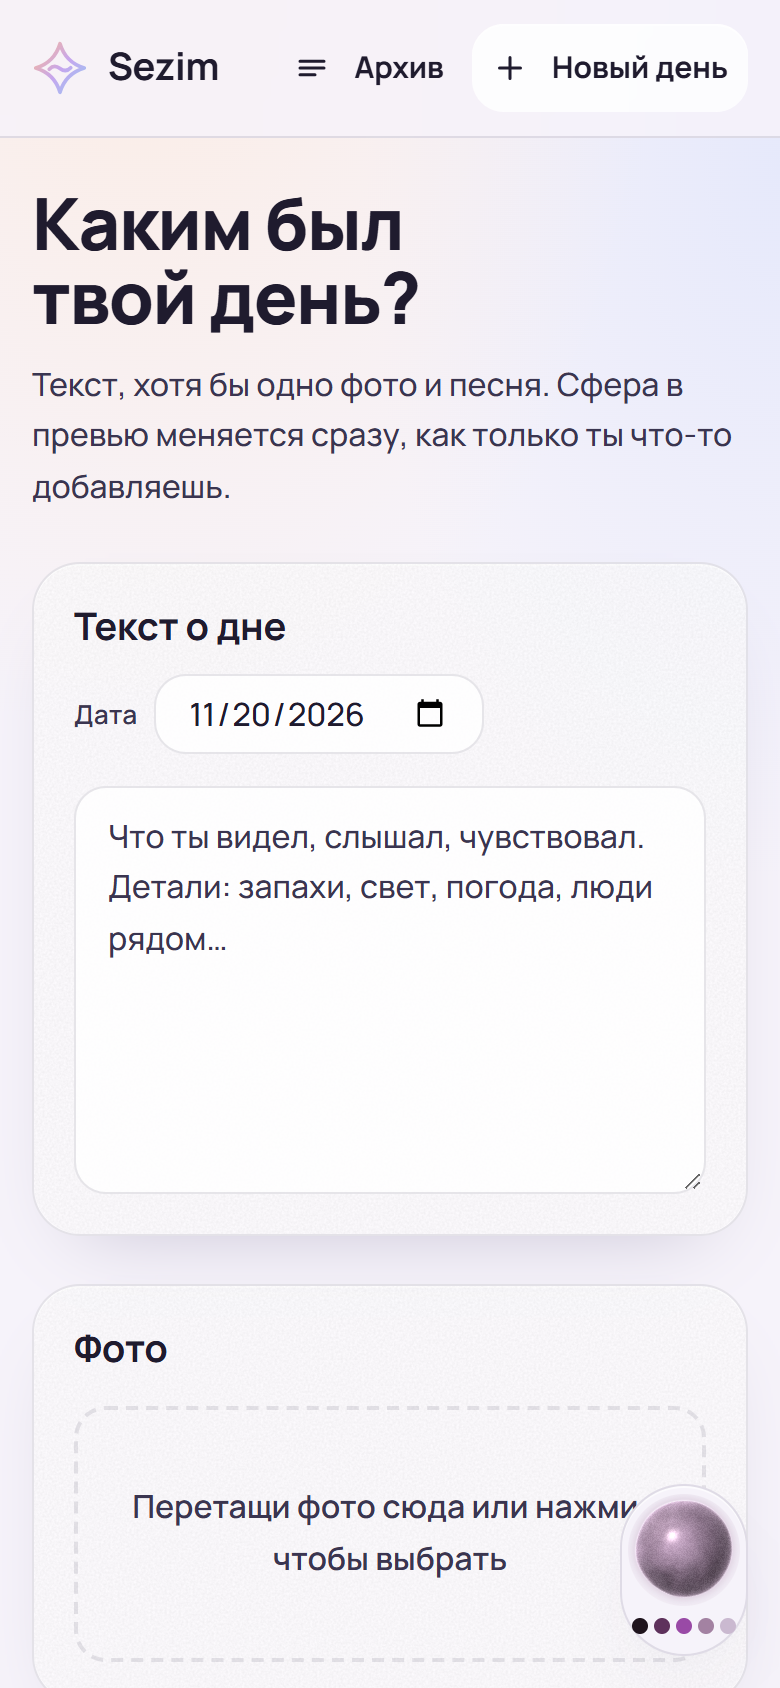 Sezim
Архив
Новый день
Каким был
твой день?
Текст, хотя бы одно фото и песня. Сфера в
превью меняется сразу, как только ты что-то
добавляешь.
Текст о дне
Дата
11/20/2026
Что ты видел, слышал, чувствовал.
Детали: запахи, свет, погода, люди
рядом...
Фото
Перетащи фото сюда или нажми
чтобы выбрать